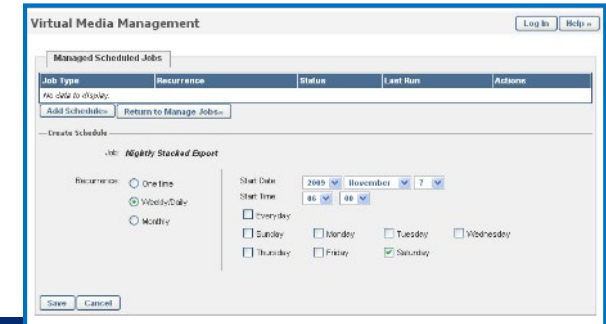 Virtual Media Management
Log In Help »
Managed Scheduled Jobs
Job Type Recurrence Status Last Run Actions
No data to display.
Add Schedule» Return to Manage Jobs»
Create Schedule
Job: Nightly Stacked Export
Recurrence: One time
Weekly/Daily
Monthly
Start Date 2009 November 7
Start Time 06 00
Everyday
Sunday Monday Tuesday Wednesday
Thursday Friday Saturday
Save Cancel